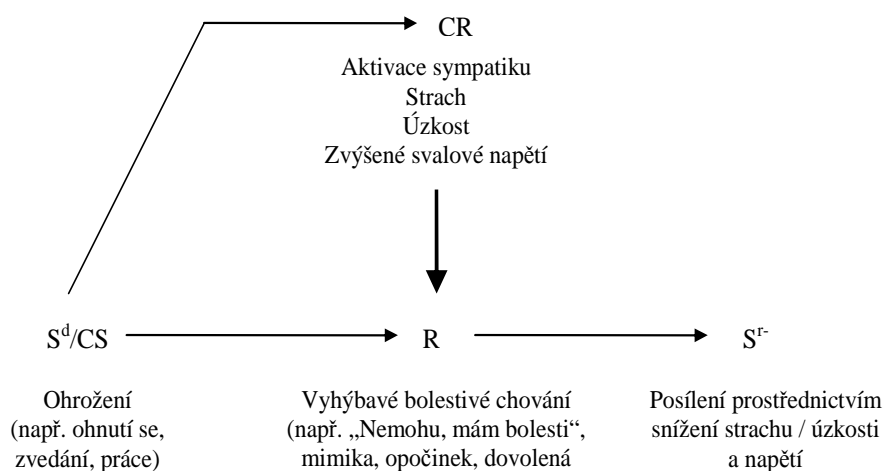 CR
Aktivace sympatiku
Strach
Úzkost
Zvýšené svalové napětí
S^d/CS
R
S^r-
Ohrožení
(např. ohnutí se,
zvedání, práce)
Vyhýbavé bolestivé chování
(např. „Nemohu, mám bolesti“,
mimika, opočinek, dovolená
Posílení prostřednictvím
snížení strachu / úzkosti
a napětí